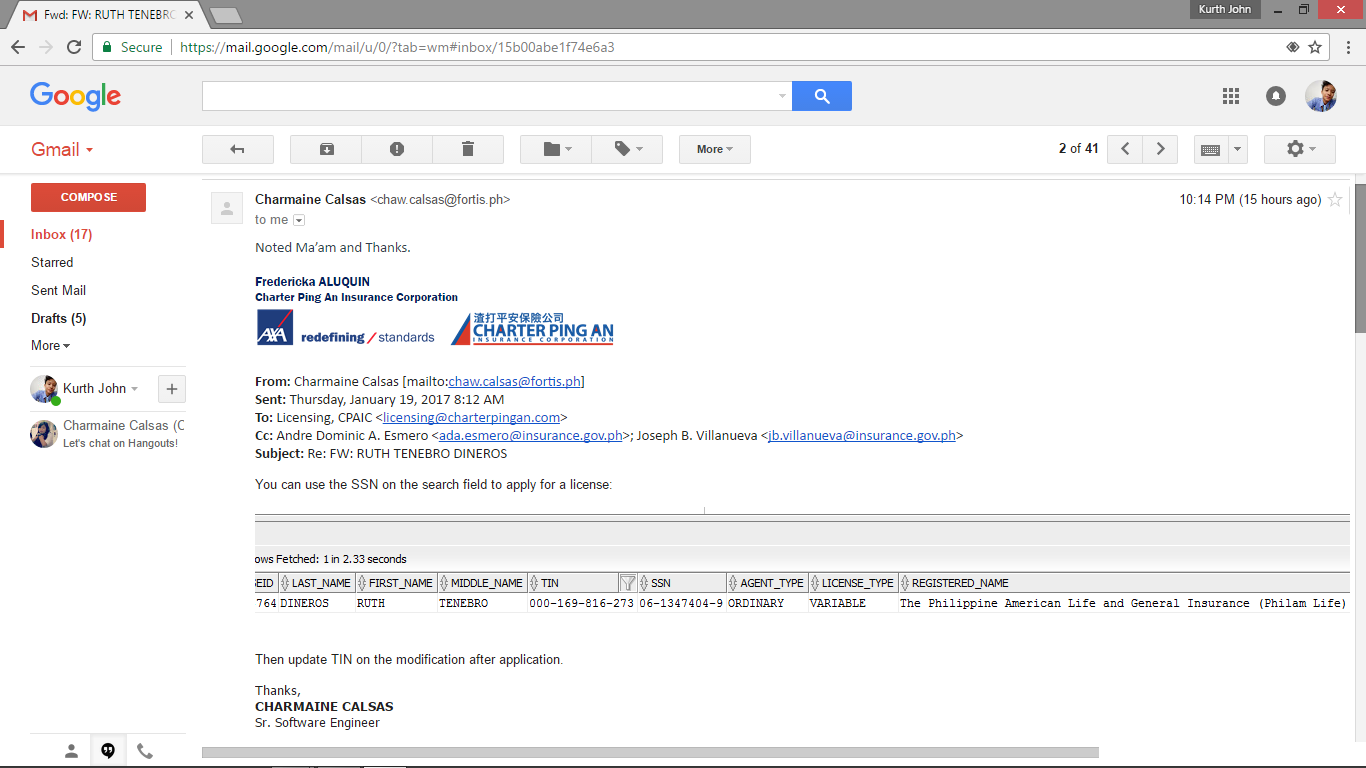 Fwd: FW: RUTH TENEBRO
Kurth John
Secure
https://mail.google.com/mail/u/0/?tab=wm#inbox/15b00abe1f74e6a3
Google
Gmail
More
2 of 41
COMPOSE
Inbox (17)
Starred
Sent Mail
Drafts (5)
More
Kurth John
Charmaine Calsas (C
Let's chat on Hangouts!
Charmaine Calsas <chaw.calsas@fortis.ph>
10:14 PM (15 hours ago)
to me
Noted Ma’am and Thanks.
Fredericka ALUQUIN
Charter Ping An Insurance Corporation
AXA redefining / standards
渣打平安保險公司
CHARTER PING AN
INSURANCE CORPORATION
From: Charmaine Calsas [mailto:chaw.calsas@fortis.ph]
Sent: Thursday, January 19, 2017 8:12 AM
To: Licensing, CPAIC <licensing@charterpingan.com>
Cc: Andre Dominic A. Esmero <ada.esmero@insurance.gov.ph>; Joseph B. Villanueva <jb.villanueva@insurance.gov.ph>
Subject: Re: FW: RUTH TENEBRO DINEROS
You can use the SSN on the search field to apply for a license:
ows Fetched: 1 in 2.33 seconds
SEID LAST_NAME FIRST_NAME MIDDLE_NAME TIN SSN AGENT_TYPE LICENSE_TYPE REGISTERED_NAME
764 DINEROS RUTH TENEBRO 000-169-816-273 06-1347404-9 ORDINARY VARIABLE The Philippine American Life and General Insurance (Philam Life)
Then update TIN on the modification after application.
Thanks,
CHARMAINE CALSAS
Sr. Software Engineer